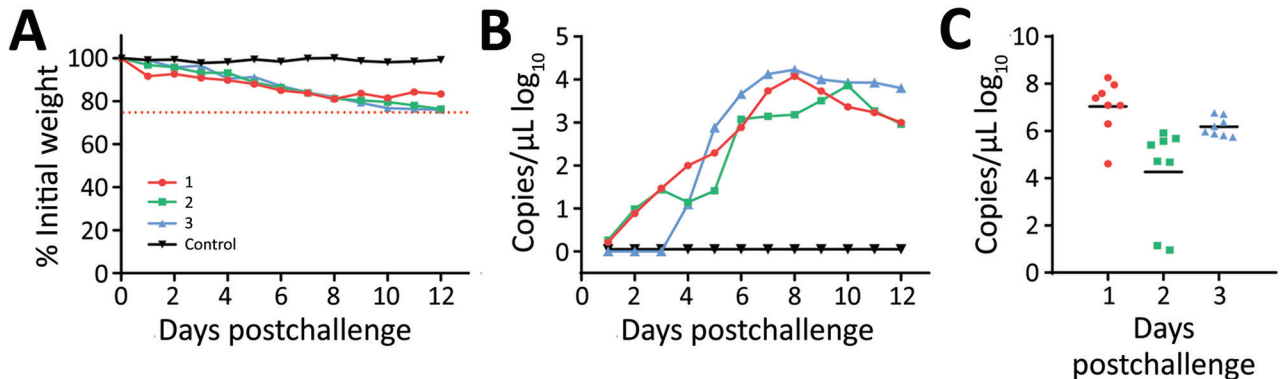 A
% Initial weight
100
80
60
40
20
0
1
2
3
Control
0 2 4 6 8 10 12
Days postchallenge
B
Copies/µL log10
5
4
3
2
1
0
0 2 4 6 8 10 12
Days postchallenge
C
Copies/µL log10
10
8
6
4
2
0
1 2 3
Days
postchallenge